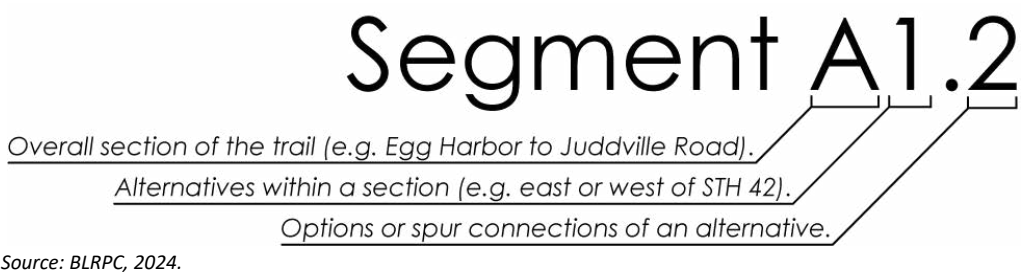 Segment A1.2
Overall section of the trail (e.g. Egg Harbor to Juddville Road).
Alternatives within a section (e.g. east or west of STH 42).
Options or spur connections of an alternative.
Source: BLRPC, 2024.